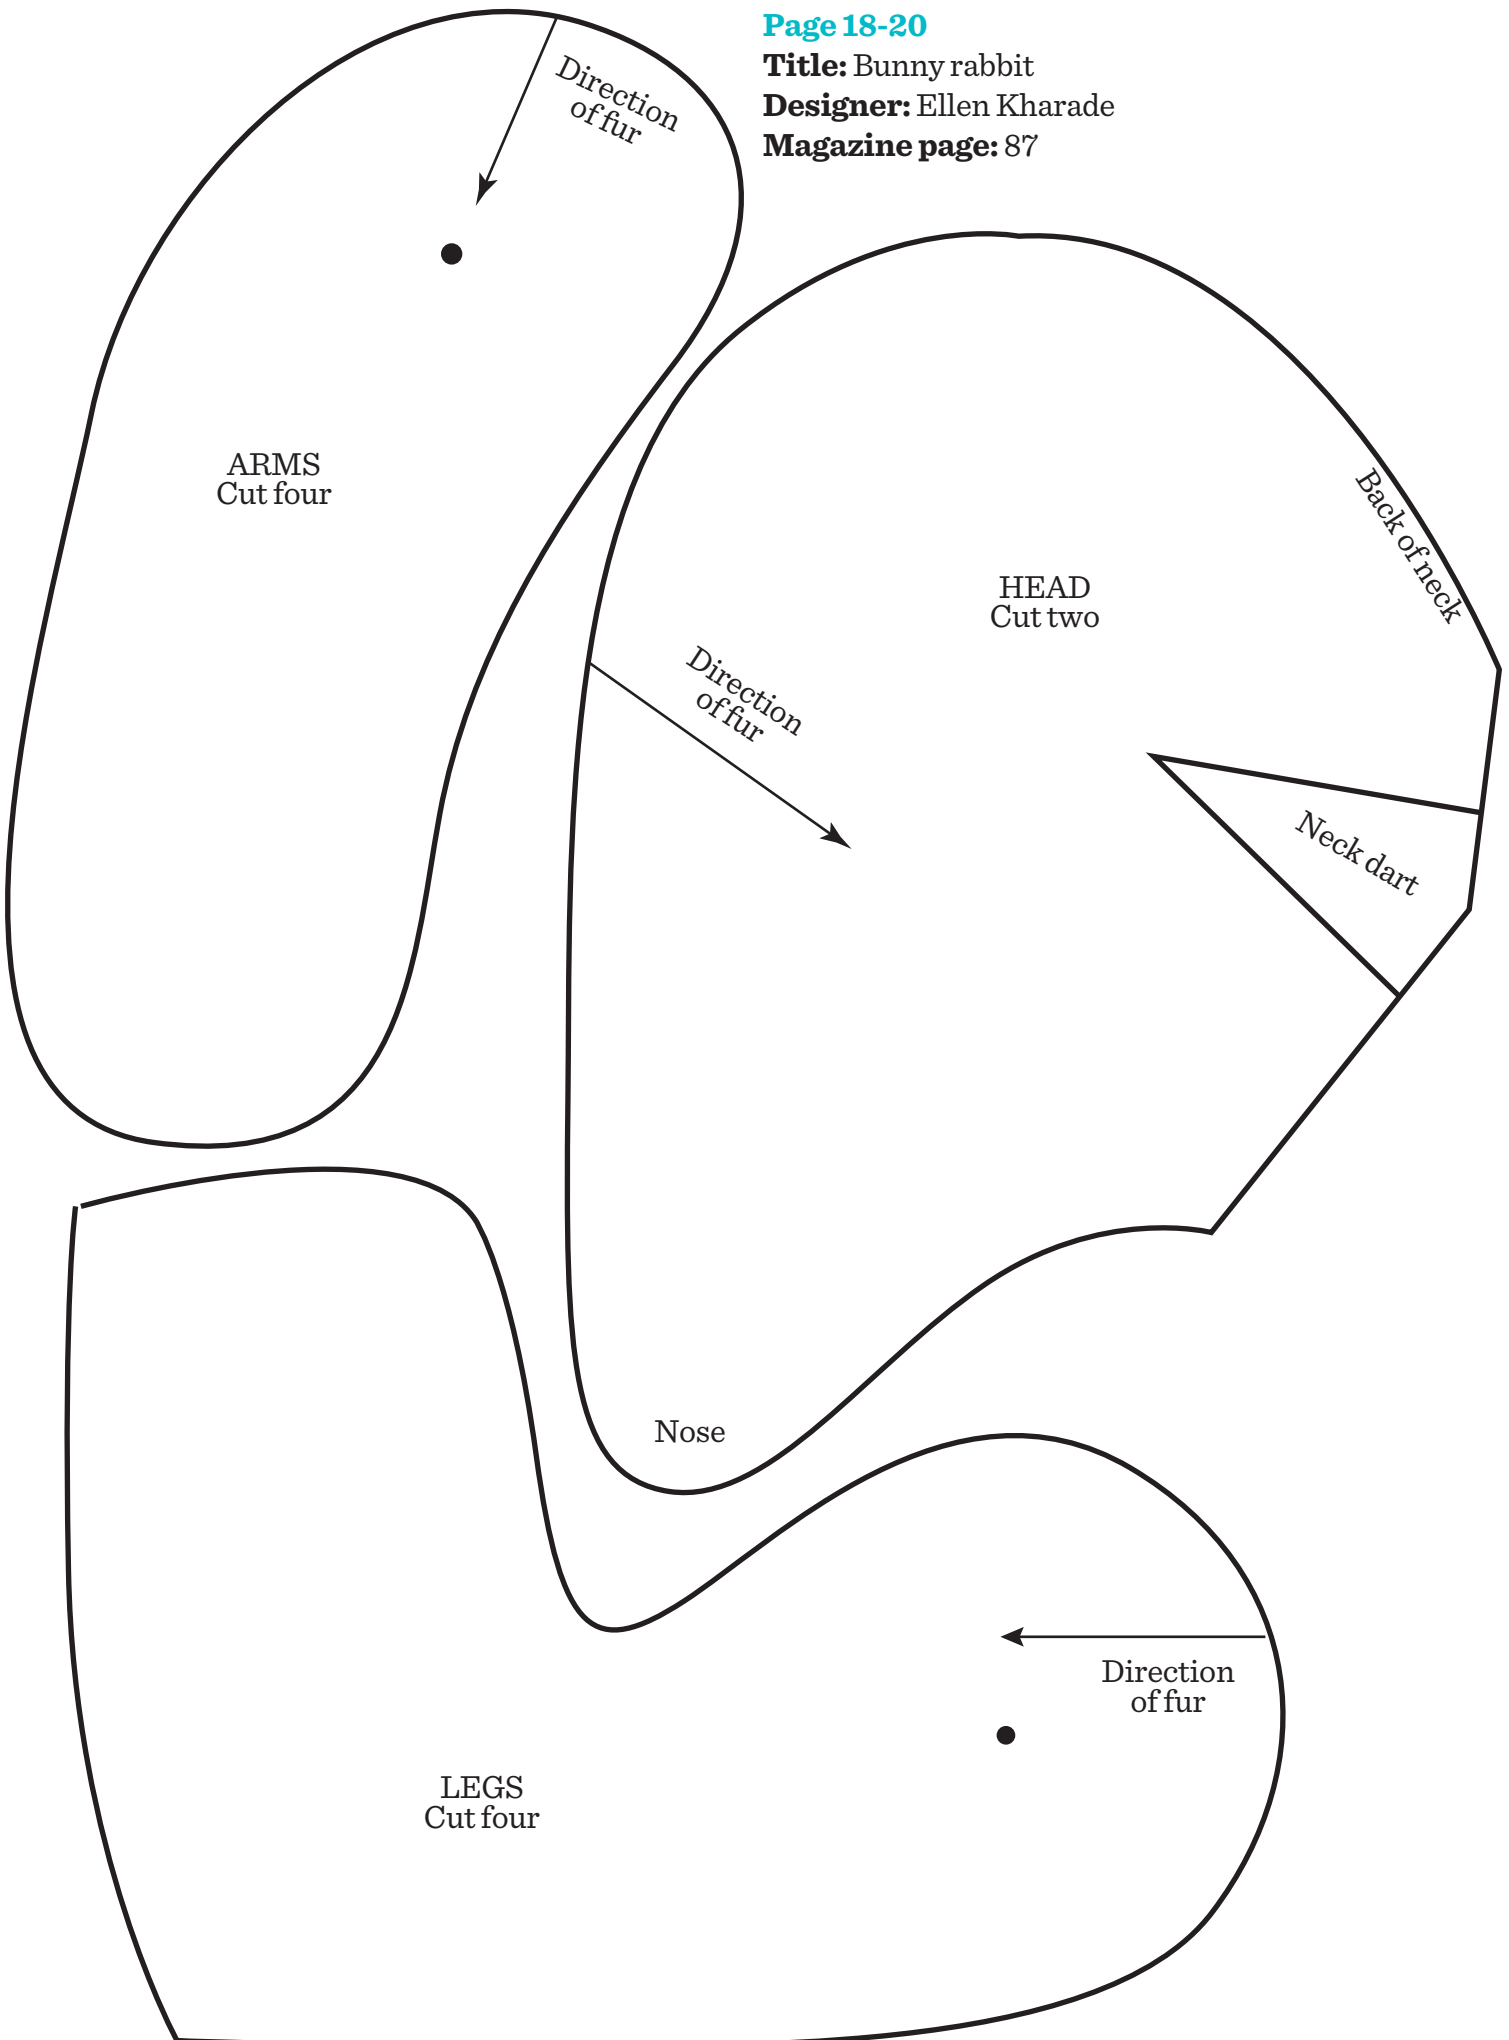 Page 18-20
Title: Bunny rabbit
Designer: Ellen Kharade
Magazine page: 87
Direction
of fur
ARMS
Cut four
Back of neck
HEAD
Cut two
Direction
of fur
Neck dart
Nose
Direction
of fur
LEGS
Cut four